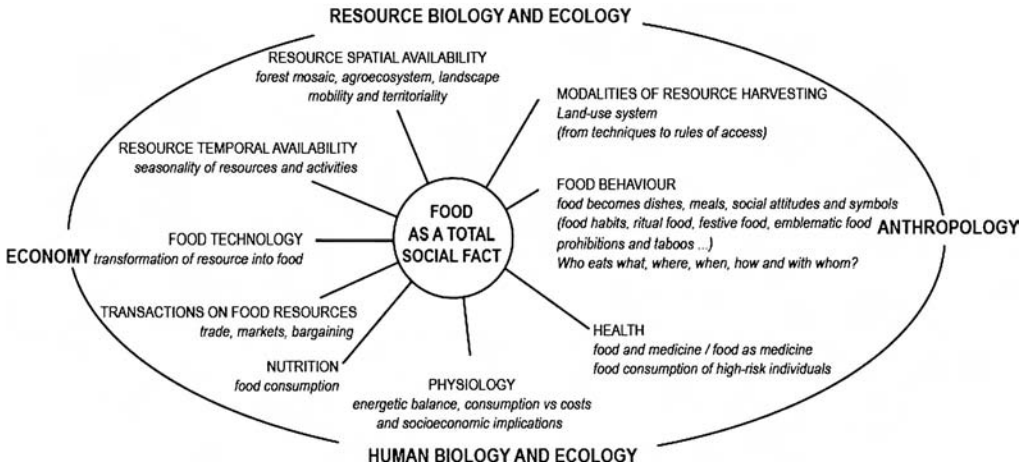 RESOURCE BIOLOGY AND ECOLOGY
RESOURCE SPATIAL AVAILABILITY
forest mosaic, agroecosystem, landscape
mobility and territoriality
MODALITIES OF RESOURCE HARVESTING
Land-use system
(from techniques to rules of access)
RESOURCE TEMPORAL AVAILABILITY
seasonality of resources and activities
FOOD BEHAVIOUR
food becomes dishes, meals, social attitudes and symbols
(food habits, ritual food, festive food, emblematic food
prohibitions and taboos ...)
Who eats what, where, when, how and with whom?
ANTHROPOLOGY
FOOD
AS A TOTAL
SOCIAL FACT
ECONOMY
FOOD TECHNOLOGY
transformation of resource into food
TRANSACTIONS ON FOOD RESOURCES
trade, markets, bargaining
NUTRITION
food consumption
PHYSIOLOGY
energetic balance, consumption vs costs
and socioeconomic implications
HEALTH
food and medicine / food as medicine
food consumption of high-risk individuals
HUMAN BIOLOGY AND ECOLOGY